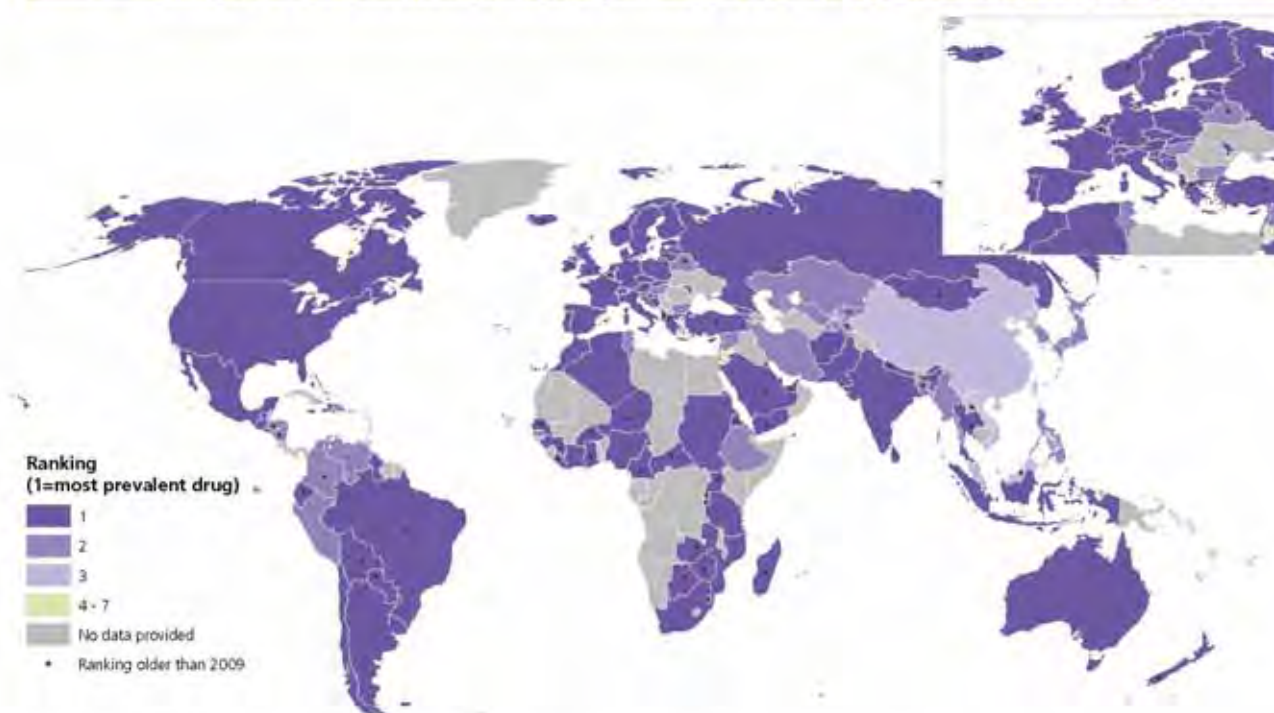 Ranking
(1=most prevalent drug)
1
2
3
4 - 7
No data provided
Ranking older than 2009